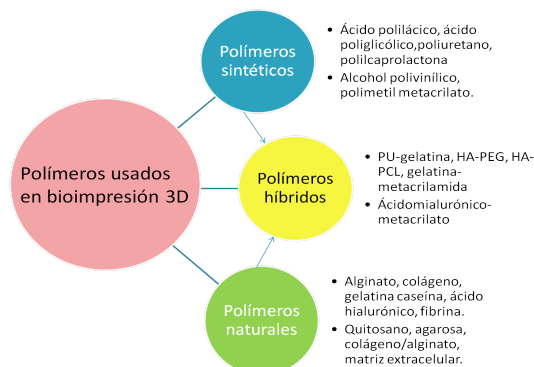 Polímeros usados
en bioimpresión 3D
Polímeros
sintéticos
• Ácido polilácico, ácido
poliglicólico,poliuretano,
polilcaprolactona
• Alcohol polivinílico,
polimetil metacrilato.
Polímeros
híbridos
• PU-gelatina, HA-PEG, HA-
PCL, gelatina-
metacrilamida
• Ácidomialurónico-
metacrilato
Polímeros
naturales
• Alginato, colágeno,
gelatina caseína, ácido
hialurónico, fibrina.
• Quitosano, agarosa,
colágeno/alginato,
matriz extracelular.